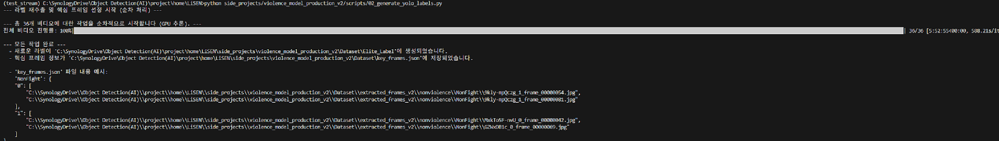 (test_stream) C:\SynologyDrive\Object Detection(AI)\project\home\LiSEN>python side_projects/violence_model_production_v2/scripts/02_generate_yolo_labels.py
--- 라벨 재추출 및 핵심 프레임 선정 시작 (순차 처리) ---
--- 총 36개 비디오에 대한 작업을 순차적으로 시작합니다 (GPU 추론). ---
전체 비디오 진행률: 100%| | 36/36 [5:52:55<00:00, 588.21s/it
--- 모든 작업 완료 ---
- 새로운 라벨이 'C:\SynologyDrive\Object Detection(AI)\project\home\LiSEN\side_projects\violence_model_production_v2\Dataset\Elite_Label'에 생성되었습니다.
- 핵심 프레임 정보가 'C:\SynologyDrive\Object Detection(AI)\project\home\LiSEN\side_projects\violence_model_production_v2\Dataset\key_frames.json'에 저장되었습니다.
- 'key_frames.json' 파일 내용 예시:
'NonFight': {
"0": [
"C:\\SynologyDrive\\Object Detection(AI)\\project\\home\\LiSEN\\side_projects\\violence_model_production_v2\\Dataset\\extracted_frames_v2\\nonviolence\\NonFight\\9kly-mpQczg_1_frame_00000054.jpg",
"C:\\SynologyDrive\\Object Detection(AI)\\project\\home\\LiSEN\\side_projects\\violence_model_production_v2\\Dataset\\extracted_frames_v2\\nonviolence\\NonFight\\9kly-mpQczg_1_frame_00000081.jpg"
],
"1": [
"C:\\SynologyDrive\\Object Detection(AI)\\project\\home\\LiSEN\\side_projects\\violence_model_production_v2\\Dataset\\extracted_frames_v2\\nonviolence\\NonFight\\MxkTo5F-nwU_0_frame_00000042.jpg",
"C:\\SynologyDrive\\Object Detection(AI)\\project\\home\\LiSEN\\side_projects\\violence_model_production_v2\\Dataset\\extracted_frames_v2\\nonviolence\\NonFight\\GZWxDB1c_0_frame_00000069.jpg"
]